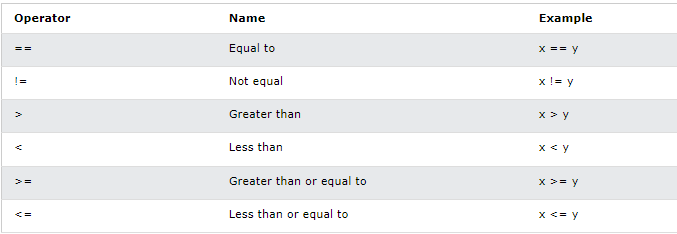 Operator Name Example
== Equal to x == y
!= Not equal x != y
> Greater than x > y
< Less than x < y
>= Greater than or equal to x >= y
<= Less than or equal to x <= y